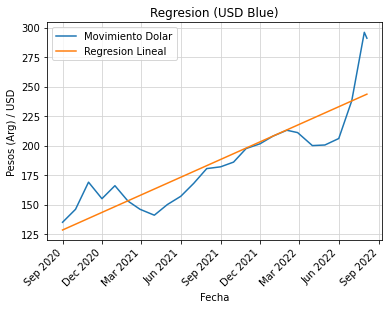 Regresion (USD Blue)
Movimiento Dolar
Regresion Lineal
Pesos (Arg) / USD
300
275
250
225
200
175
150
125
Sep 2020
Dec 2020
Mar 2021
Jun 2021
Sep 2021
Dec 2021
Mar 2022
Jun 2022
Sep 2022
Fecha